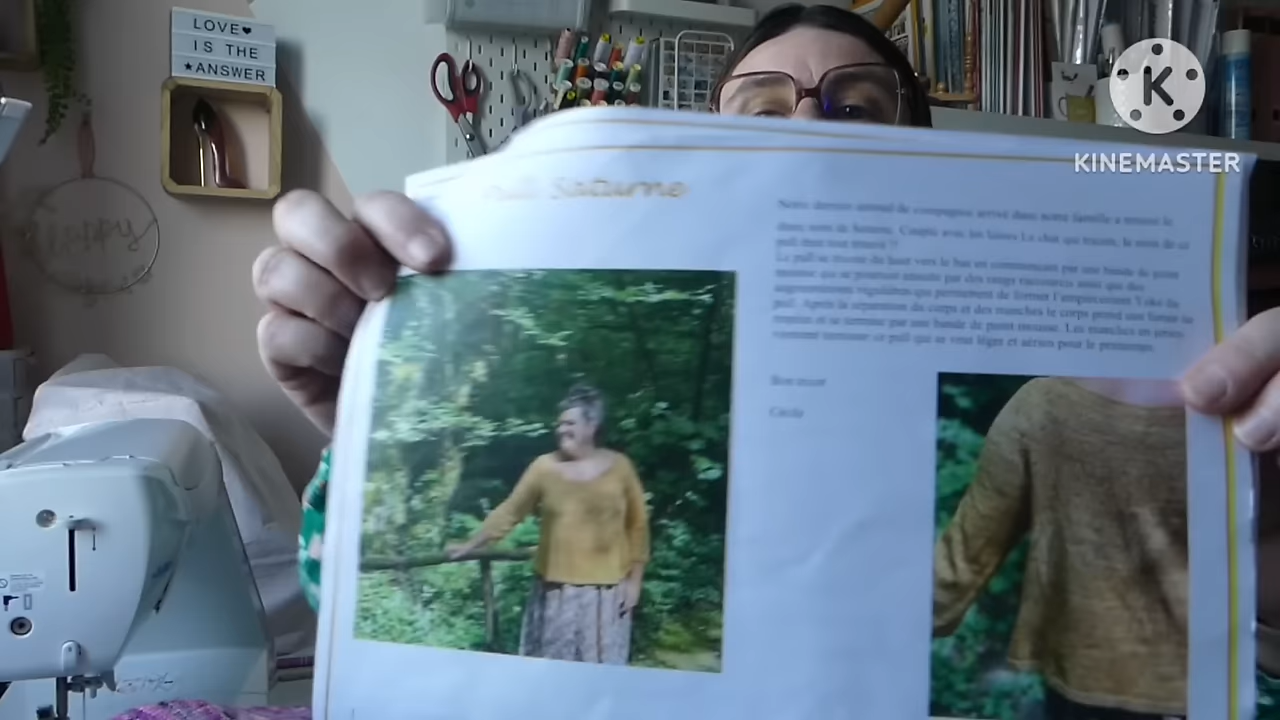 LOVE♥
IS THE
★ANSWER
happy
KINEMASTER
Pull Saturne
Notre dernier animal de compagnie arrivé dans notre famille a trouvé le
doux nom de Saturne. Couplé avec les laines Le chat qui tricote, le nom de ce
pull était tout trouvé !!
Le pull se tricote du haut vers le bas en commençant par une bande de point
mousse qui se poursuit ensuite par des rangs raccourcis ainsi que des
augmentations régulières qui permettent de former l'empiècement Yoke du
pull. Après la séparation du corps et des manches le corps prend une forme
et se termine par une bande de point mousse. Les manches
viennent terminer ce pull qui se veut léger et aérien pour le printemps.
Bon tricot
Cécile